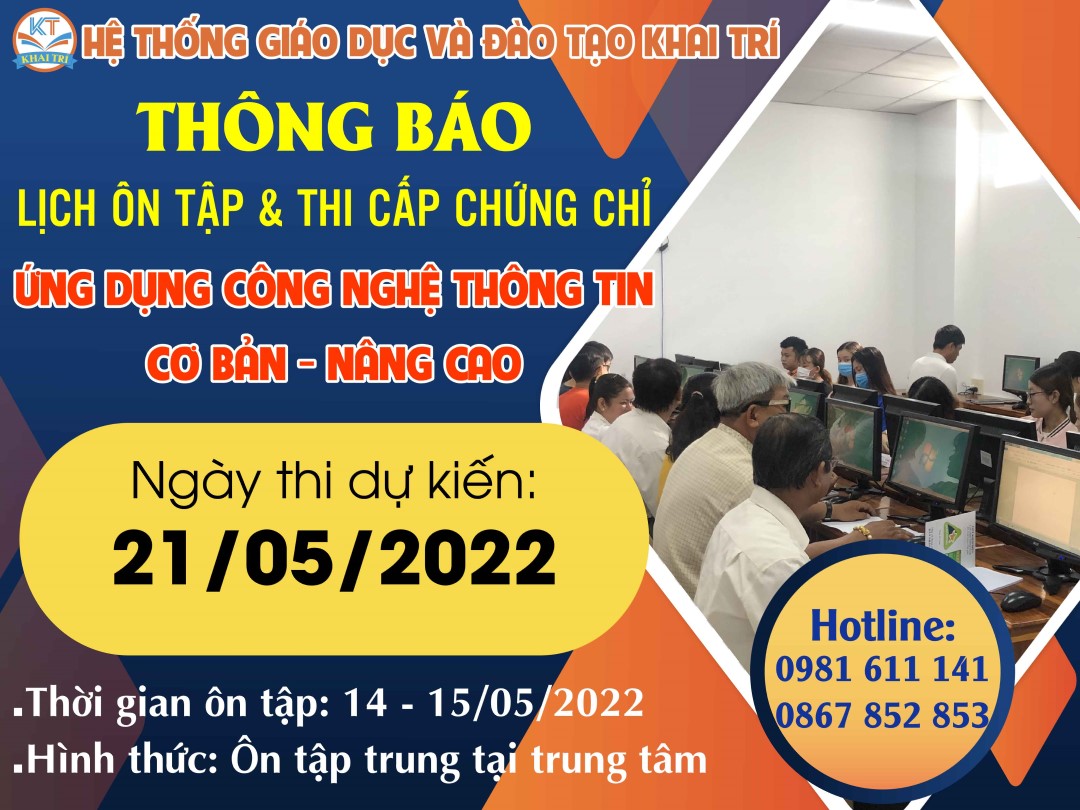 KT
KHAI TRÍ
HỆ THỐNG GIÁO DỤC VÀ ĐÀO TẠO KHAI TRÍ
THÔNG BÁO
LỊCH ÔN TẬP & THI CẤP CHỨNG CHỈ
ỨNG DỤNG CÔNG NGHỆ THÔNG TIN
CƠ BẢN - NÂNG CAO
Ngày thi dự kiến:
21/05/2022
.Thời gian ôn tập: 14 - 15/05/2022
.Hình thức: Ôn tập trung tại trung tâm
Hotline:
0981 611 141
0867 852 853